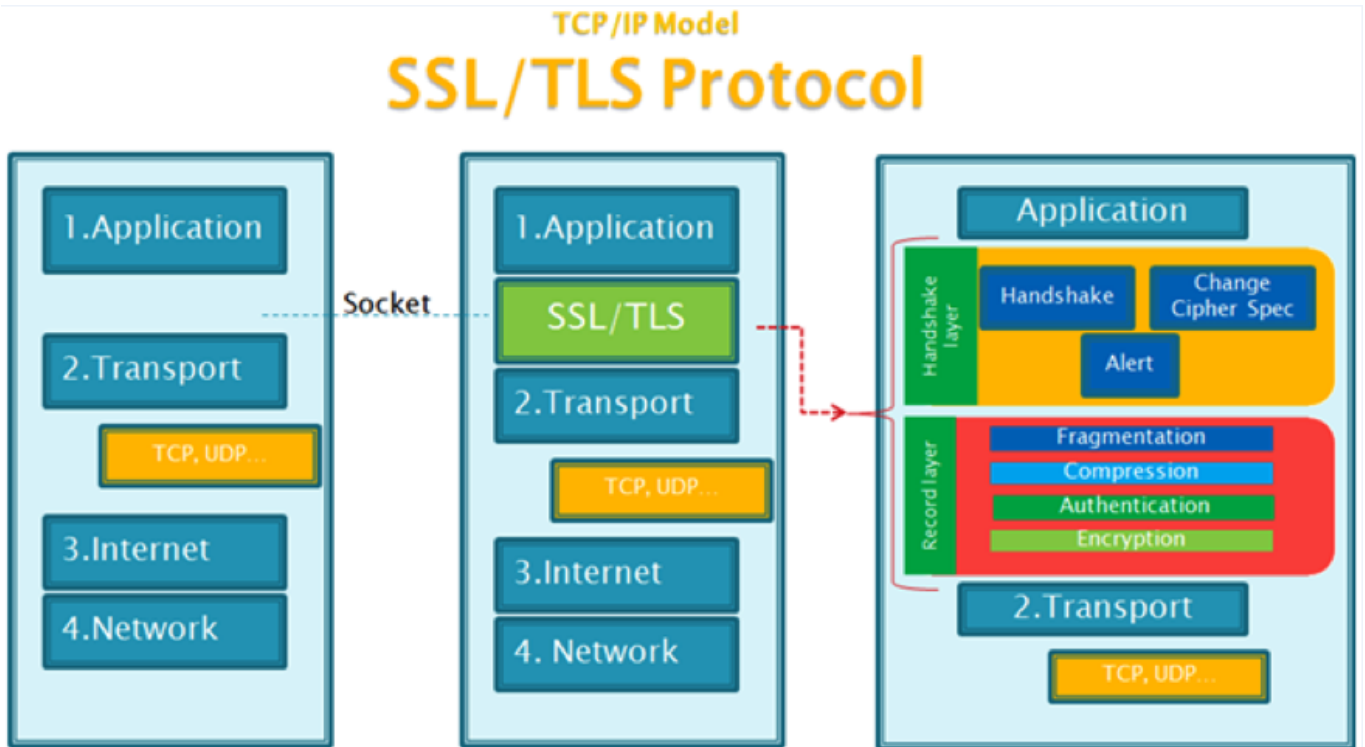 TCP/IP Model
SSL/TLS Protocol
1.Application
Socket
2.Transport
TCP, UDP...
3.Internet
4.Network
1.Application
SSL/TLS
2.Transport
TCP, UDP...
3.Internet
4. Network
Application
Handshake
layer
Handshake
Change
Cipher Spec
Alert
Record layer
Fragmentation
Compression
Authentication
Encryption
2.Transport
TCP, UDP...